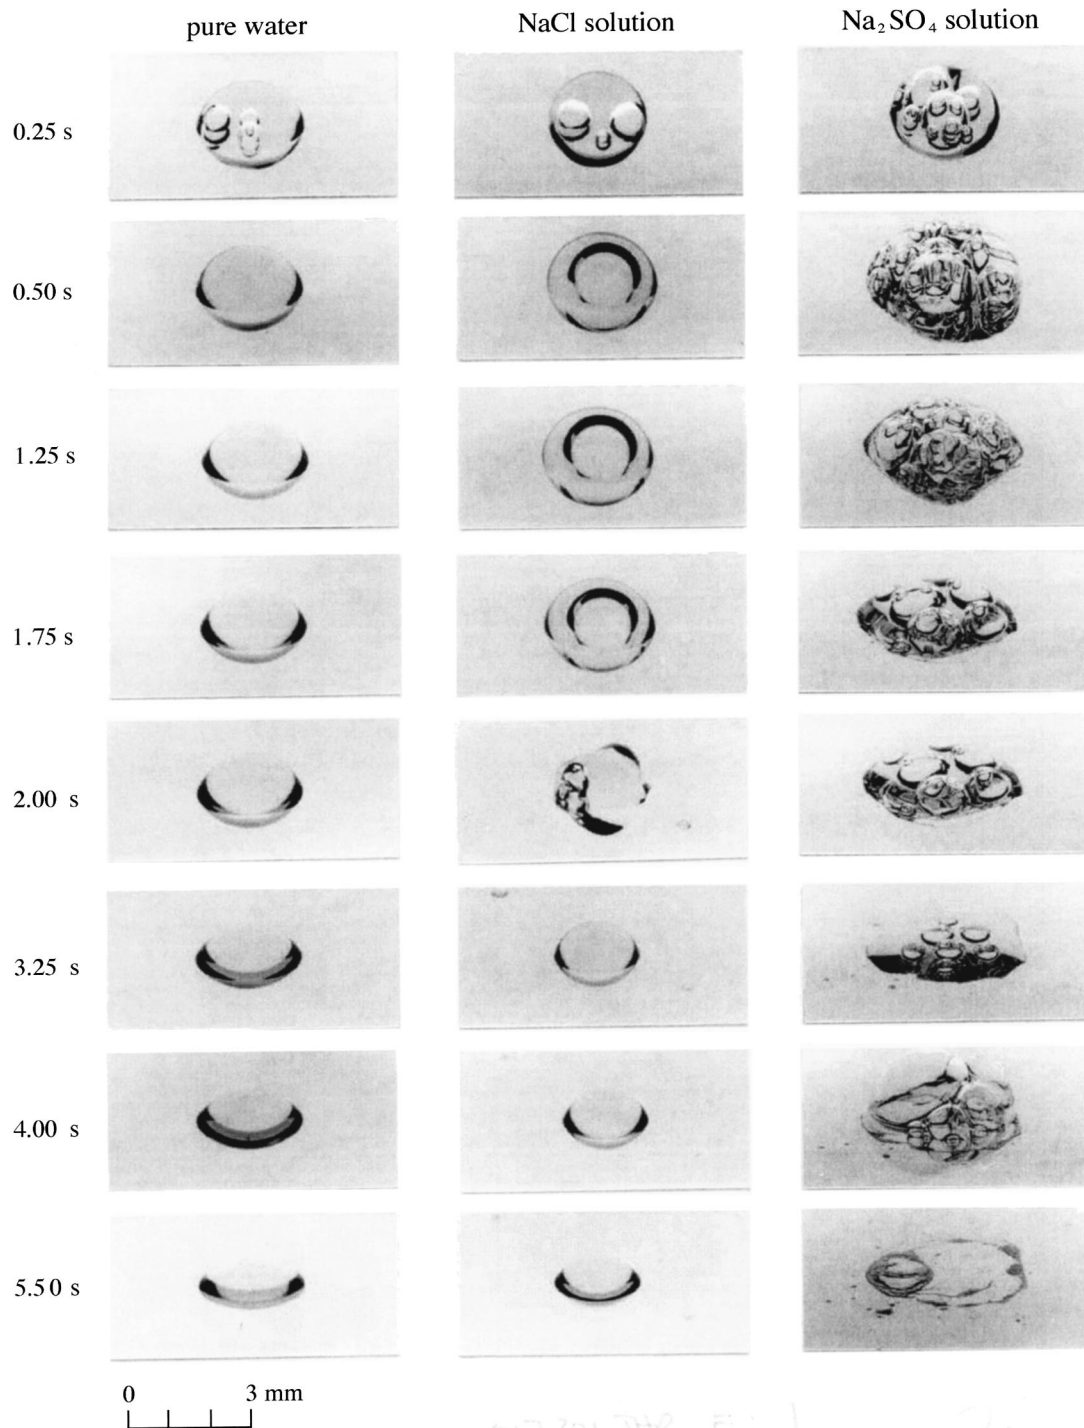 pure water NaCl solution Na₂SO₄ solution
0.25 s
0.50 s
1.25 s
1.75 s
2.00 s
3.25 s
4.00 s
5.50 s
0 3 mm